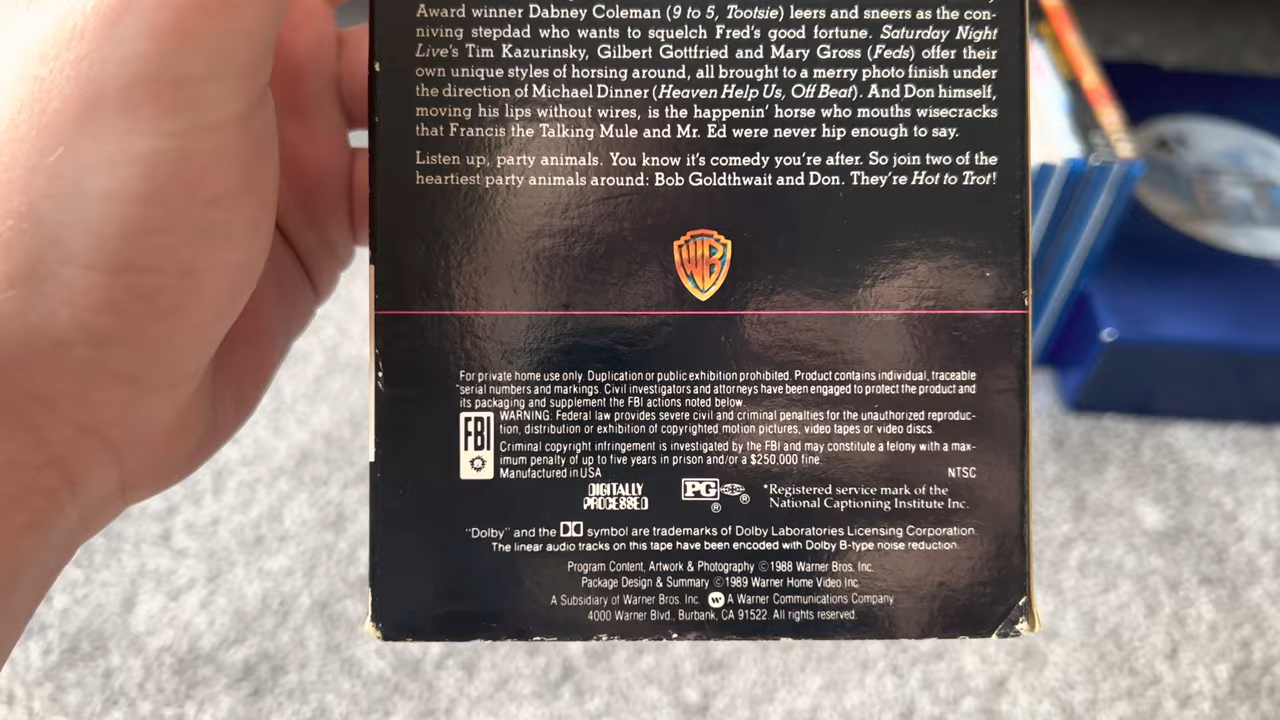 Award winner Dabney Coleman (9 to 5, Tootsie) leers and sneers as the con-
niving stepdad who wants to squelch Fred's good fortune. Saturday Night
Live's Tim Kazurinsky, Gilbert Gottfried and Mary Gross (Feds) offer their
own unique styles of horsing around, all brought to a merry photo finish under
the direction of Michael Dinner (Heaven Help Us, Off Beat). And Don himself,
moving his lips without wires, is the happenin' horse who mouths wisecracks
that Francis the Talking Mule and Mr. Ed were never hip enough to say.
Listen up, party animals. You know it's comedy you're after. So join two of the
heartiest party animals around: Bob Goldthwait and Don. They're Hot to Trot!
WB
For private home use only. Duplication or public exhibition prohibited. Product contains individual, traceable
serial numbers and markings. Civil investigators and attorneys have been engaged to protect the product and
its packaging and supplement the FBI actions noted below.
FBI
WARNING: Federal law provides severe civil and criminal penalties for the unauthorized reproduc-
tion, distribution or exhibition of copyrighted motion pictures, video tapes or video discs.
Criminal copyright infringement is investigated by the FBI and may constitute a felony with a max-
imum penalty of up to five years in prison and/or a $250,000 fine.
Manufactured in USA NTSC
DIGITALLY
PROCESSED
PG ® ®
*Registered service mark of the
National Captioning Institute Inc.
"Dolby" and the symbol are trademarks of Dolby Laboratories Licensing Corporation.
The linear audio tracks on this tape have been encoded with Dolby B-type noise reduction.
Program Content, Artwork & Photography ©1988 Warner Bros. Inc.
Package Design & Summary ©1989 Warner Home Video Inc.
A Subsidiary of Warner Bros. Inc. A Warner Communications Company
4000 Warner Blvd., Burbank, CA 91522. All rights reserved.